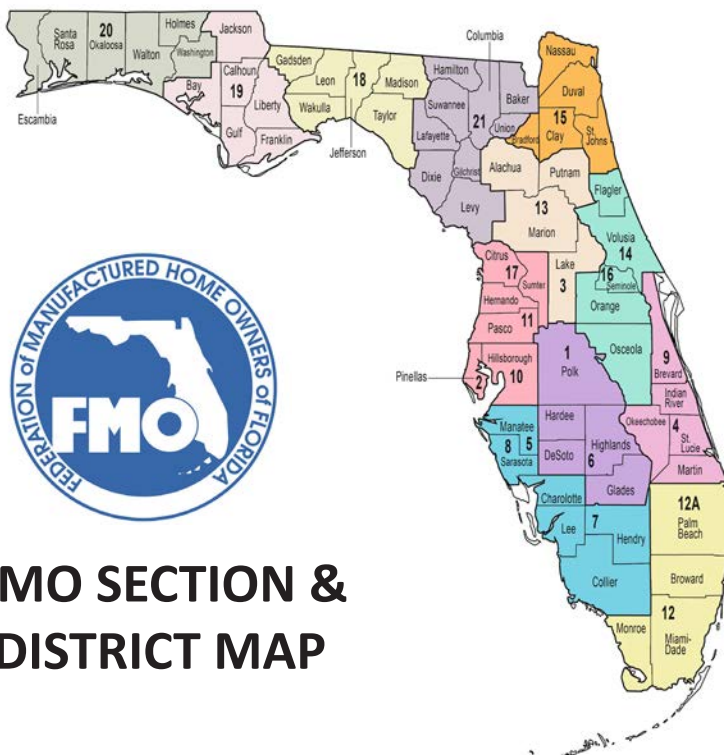 Columbia
Santa
Rosa
20
Okaloosa
Holmes
Walton
Washington
Escambia
Jackson
Bay
Calhoun
19
Liberty
Gulf
Franklin
Gadsden
Leon
18
Madison
Wakulla
Taylor
Jefferson
Hamilton
Suwannee
Lafayette
21
Baker
Union
Dixie
Gilchrist
Levy
Nassau
Duval
15
Bradford
Clay
St.
Johns
Alachua
Putnam
13
Marion
Lake
3
Flagler
Volusia
14
16
Seminole
Orange
Osceola
Citrus
17
Sumter
Hernando
11
Pasco
Hillsborough
10
2
Pinellas
1
Polk
9
Brevard
Indian
River
Okeechobee
4
St.
Lucie
Martin
Manatee
8
5
Sarasota
Hardee
DeSoto
Highlands
6
Glades
Charolotte
Lee
7
Hendry
Collier
12A
Palm
Beach
Broward
12
Monroe
Miami-
Dade
FEDERATION of MANUFACTURED HOME OWNERS of FLORIDA
FMO
MO SECTION &
DISTRICT MAP